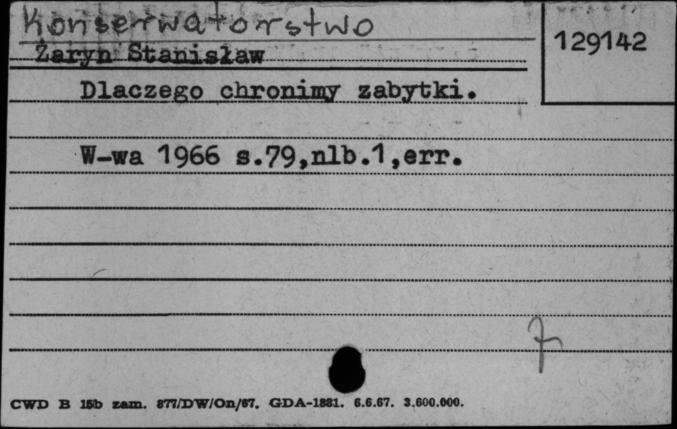 Konserwatorstwo
129142
Żaryn Stanisław
Dlaczego chronimy zabytki.
W-wa 1966 s.79,nlb.1,err.
CWD B 15b zam. 877/DW/On/67. GDA-1881. 6.6.67. 3.600.000.